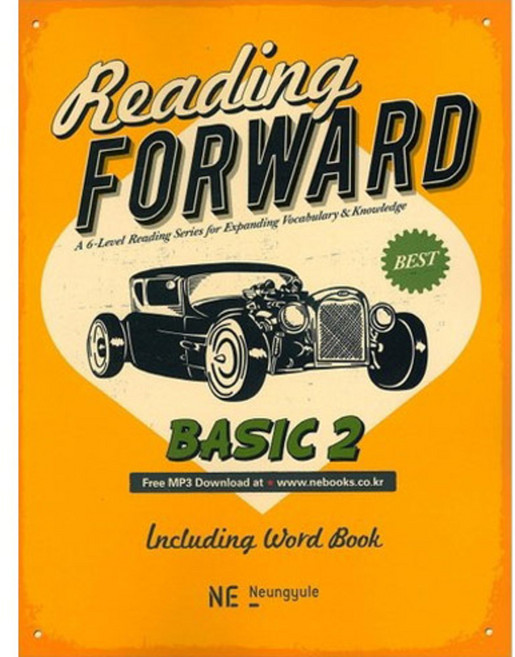 Reading
FORWARD
A 6-Level Reading Series for Expanding Vocabulary & Knowledge
BEST
BASIC 2
Free MP3 Download at • www.nebooks.co.kr
Including Word Book
NE Neungyule